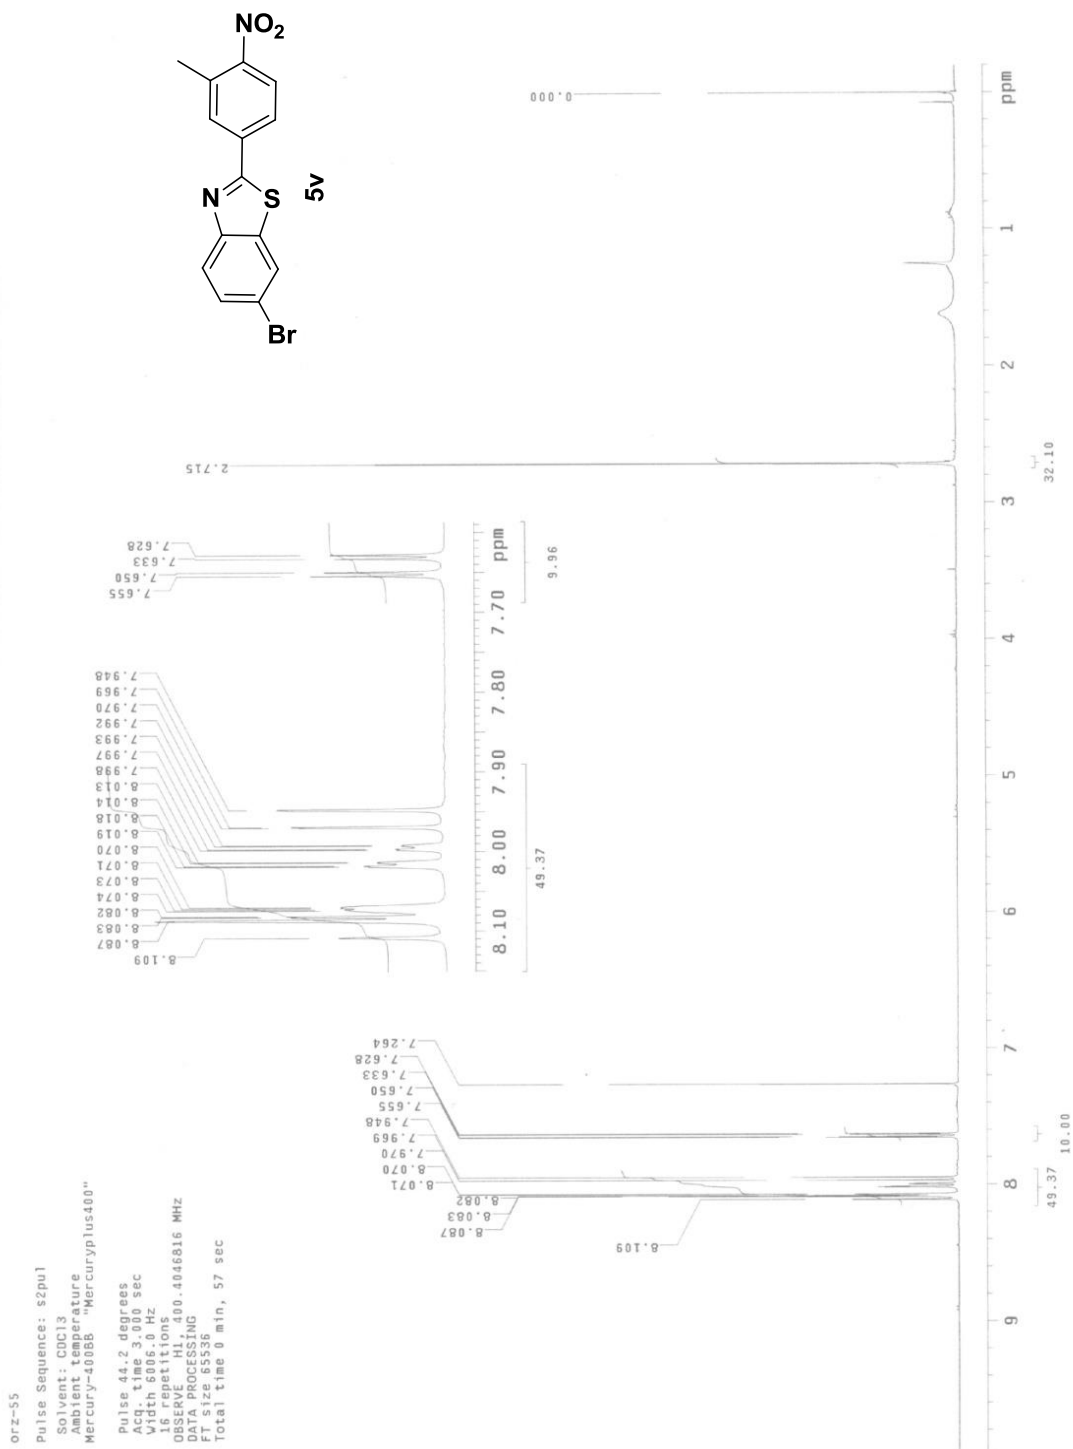 orz-55
Pulse Sequence: s2pul
Solvent: CDCl3
Ambient temperature
Mercury-400BB "Mercuryplus400"
Pulse 44.2 degrees
Acq. time 3.000 sec
Width 6006.0 Hz
16 repetitions
OBSERVE H1, 400.4046816 MHz
DATA PROCESSING
FT size 65536
Total time 0 min, 57 sec
NO2
N
S
Br
5v
8.109
8.087
8.083
8.082
8.074
8.073
8.071
8.070
8.019
8.018
8.014
8.013
7.998
7.997
7.993
7.992
7.970
7.969
7.948
7.655
7.650
7.633
7.628
8.10
8.00
7.90
7.80
7.70
ppm
49.37
9.96
8.109
8.087
8.083
8.082
8.071
8.070
7.970
7.969
7.948
7.655
7.650
7.633
7.628
7.264
2.715
0.000
9
8
7
6
5
4
3
2
1
ppm
49.37
10.00
32.10